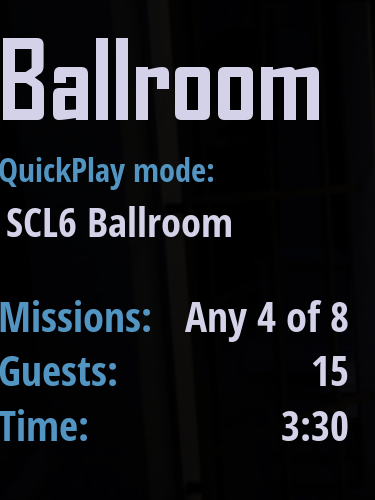 Ballroom
QuickPlay mode:
SCL6 Ballroom
Missions: Any 4 of 8
Guests: 15
Time: 3:30